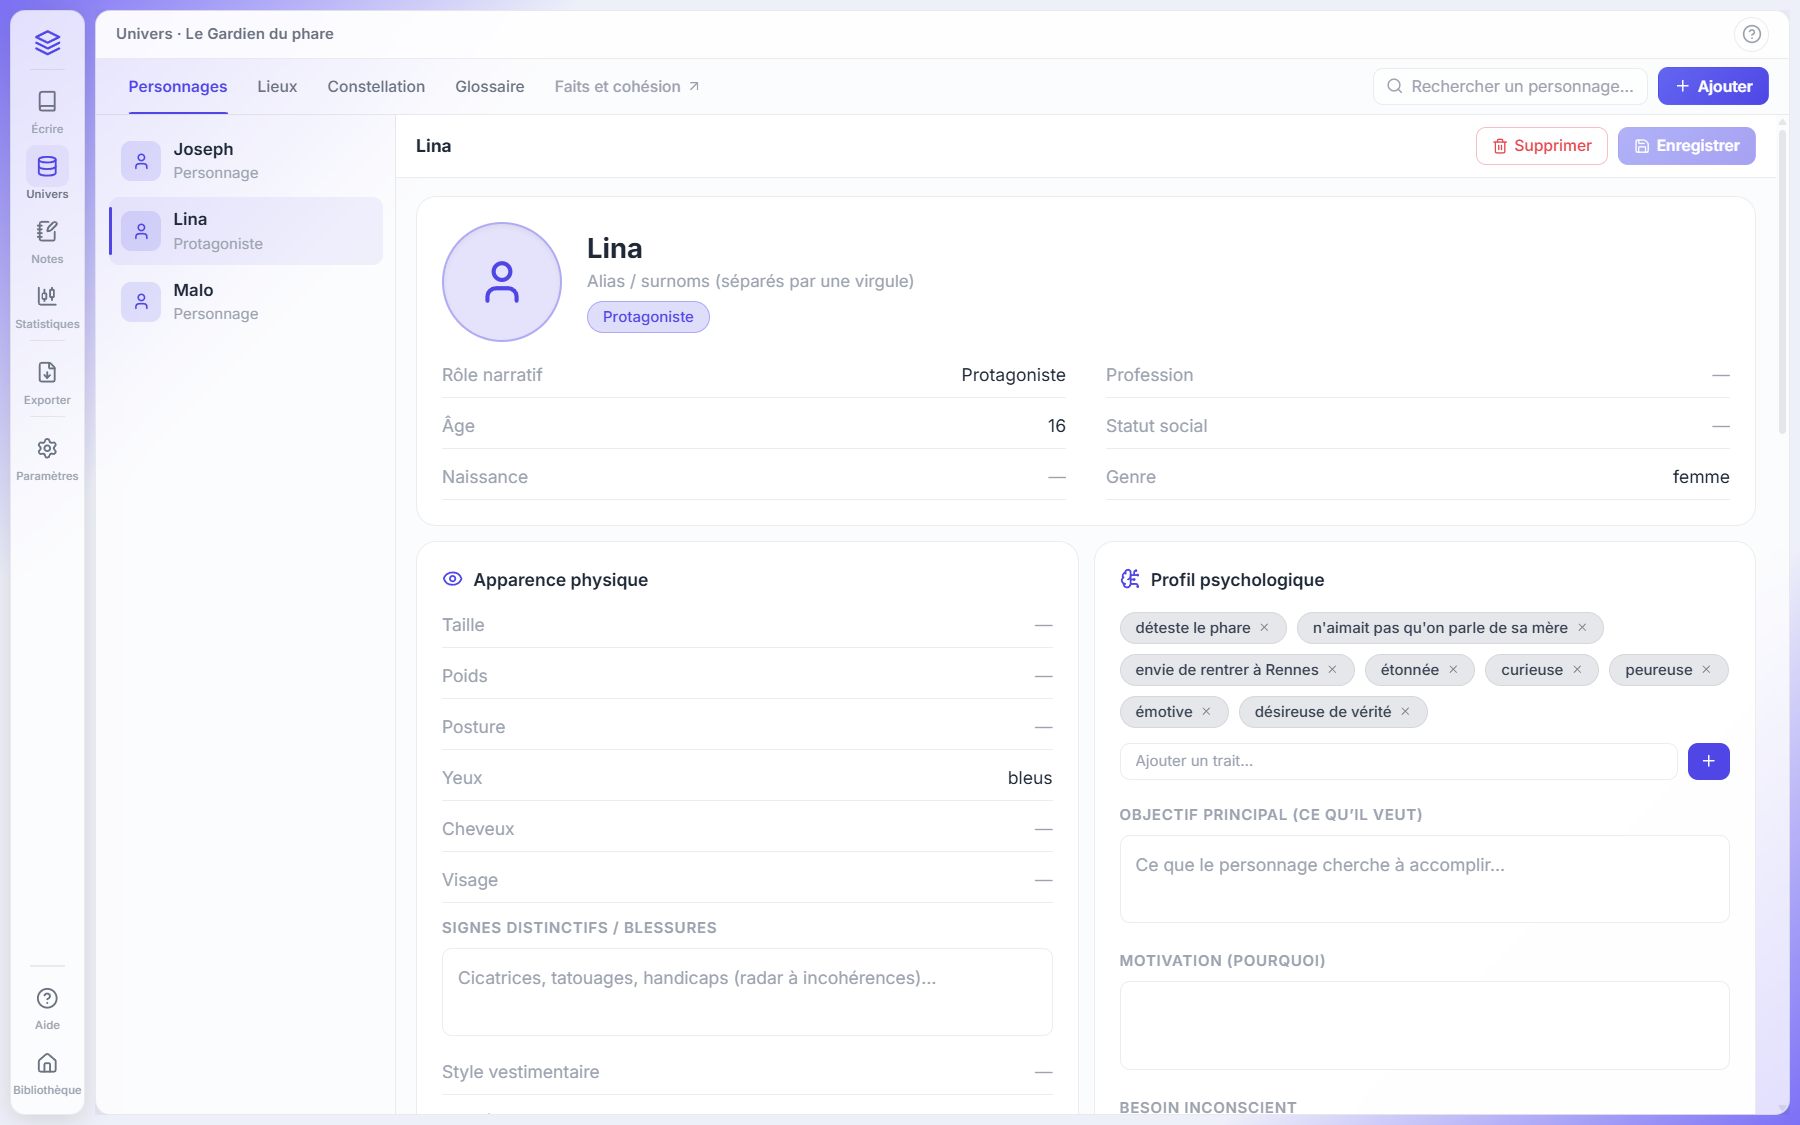 Univers · Le Gardien du phare
Écrire
Univers
Notes
Statistiques
Exporter
Paramètres
Aide
Bibliothèque
Personnages
Lieux
Constellation
Glossaire
Faits et cohésion
Rechercher un personnage...
Ajouter
Joseph
Personnage
Lina
Protagoniste
Malo
Personnage
Lina
Supprimer
Enregistrer
Lina
Alias / surnoms (séparés par une virgule)
Protagoniste
Rôle narratif
Protagoniste
Âge
16
Naissance
—
Profession
—
Statut social
—
Genre
femme
Apparence physique
Taille
—
Poids
—
Posture
—
Yeux
bleus
Cheveux
—
Visage
—
SIGNES DISTINCTIFS / BLESSURES
Cicatrices, tatouages, handicaps (radar à incohérences)...
Style vestimentaire
—
Profil psychologique
déteste le phare
n'aimait pas qu'on parle de sa mère
envie de rentrer à Rennes
étonnée
curieuse
peureuse
émotive
désireuse de vérité
Ajouter un trait...
OBJECTIF PRINCIPAL (CE QU’IL VEUT)
Ce que le personnage cherche à accomplir...
MOTIVATION (POURQUOI)
BESOIN INCONSCIENT